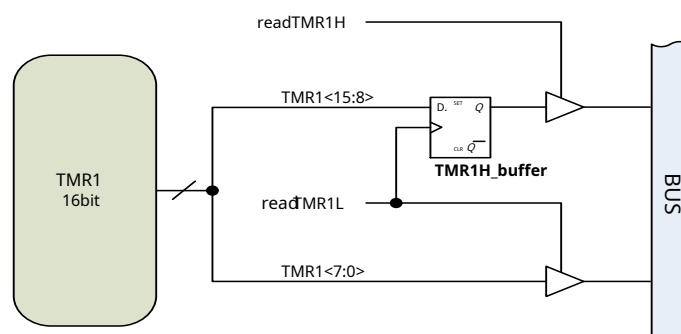 readTMR1H
TMR1<15:8>
D.
SET
Q
CLR
Q
TMR1H_buffer
TMR1
16bit
readTMR1L
TMR1<7:0>
BUS